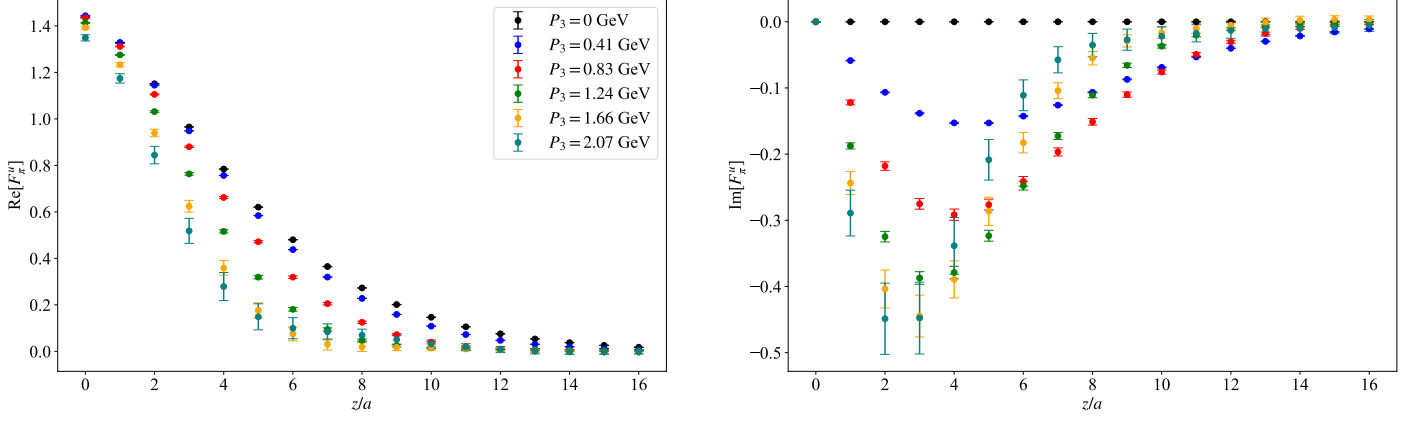 Re[F_π^u]
1.4
1.2
1.0
0.8
0.6
0.4
0.2
0.0
P₃ = 0 GeV
P₃ = 0.41 GeV
P₃ = 0.83 GeV
P₃ = 1.24 GeV
P₃ = 1.66 GeV
P₃ = 2.07 GeV
0 2 4 6 8 10 12 14 16
z/a
Im[F_π^u]
0.0
−0.1
−0.2
−0.3
−0.4
−0.5
0 2 4 6 8 10 12 14 16
z/a